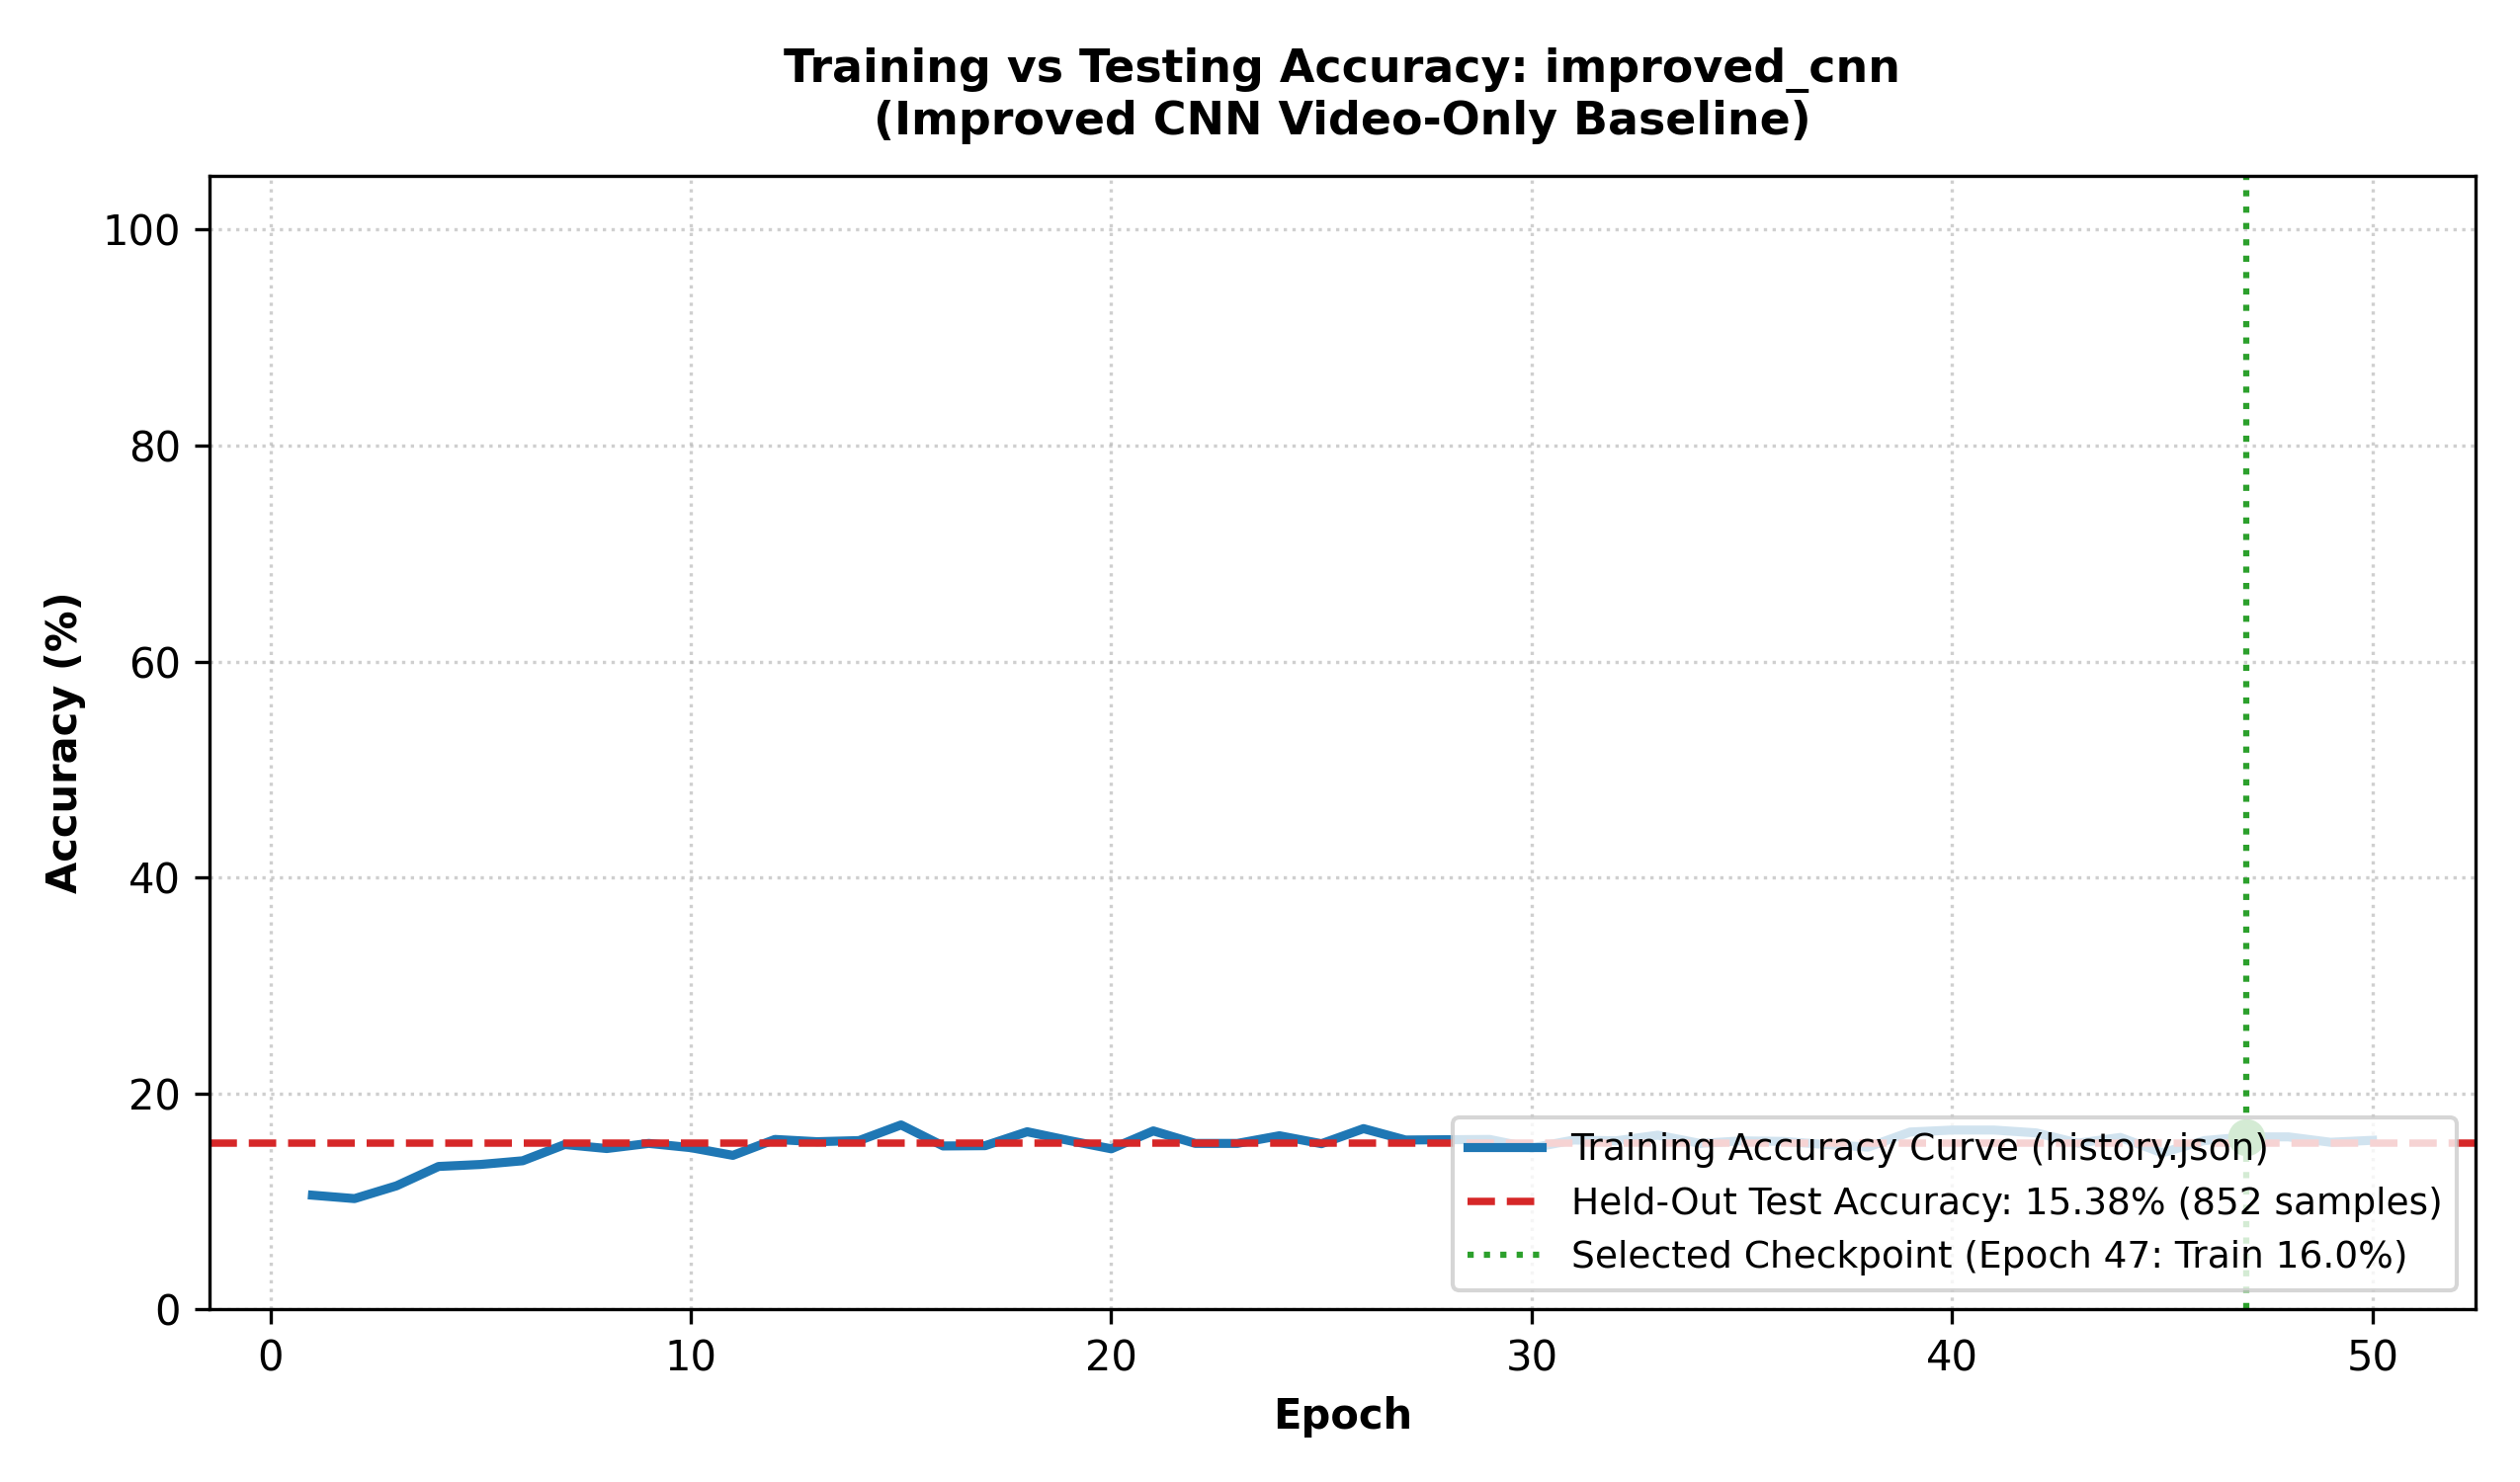 Training vs Testing Accuracy: improved_cnn
(Improved CNN Video-Only Baseline)
Accuracy (%)
100
80
60
40
20
0
Training Accuracy Curve (history.json)
Held-Out Test Accuracy: 15.38% (852 samples)
Selected Checkpoint (Epoch 47: Train 16.0%)
0 10 20 30 40 50
Epoch